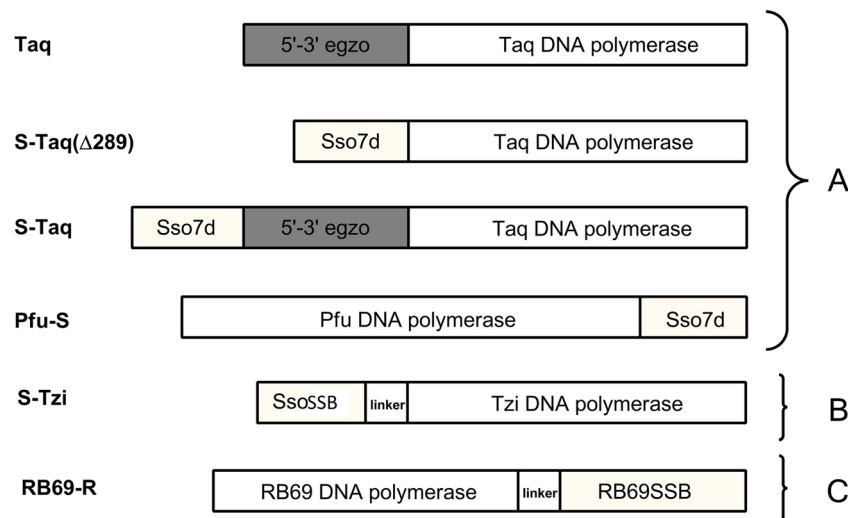 Taq 5'-3' egzo Taq DNA polymerase
S-Taq(Δ289) Sso7d Taq DNA polymerase
A
S-Taq Sso7d 5'-3' egzo Taq DNA polymerase
Pfu-S Pfu DNA polymerase Sso7d
S-Tzi SsoSSB linker Tzi DNA polymerase B
RB69-R RB69 DNA polymerase linker RB69SSB C